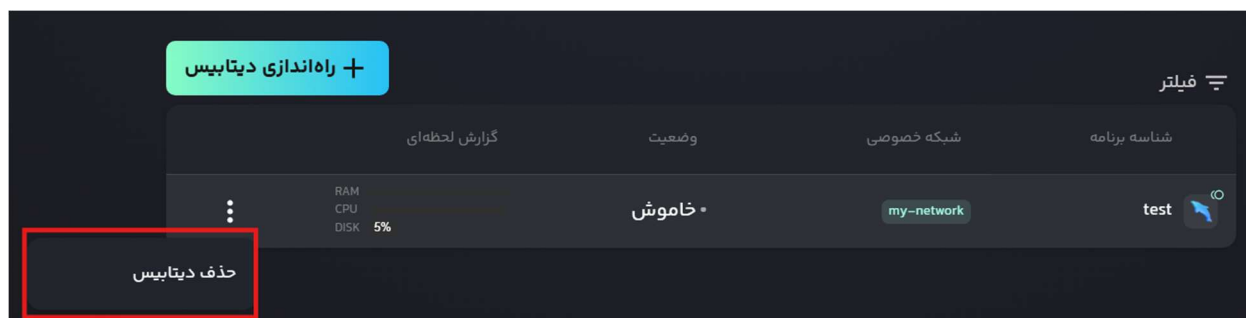 راه‌اندازی دیتابیس +
فیلتر
شناسه برنامه
شبکه خصوصی
وضعیت
گزارش لحظه‌ای
test
my-network
خاموش
RAM
CPU
DISK 5%
حذف دیتابیس